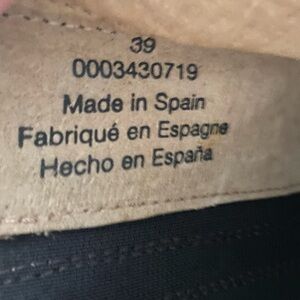 39
0003430719
Made in Spain
Fabriqué en Espagne
Hecho en España